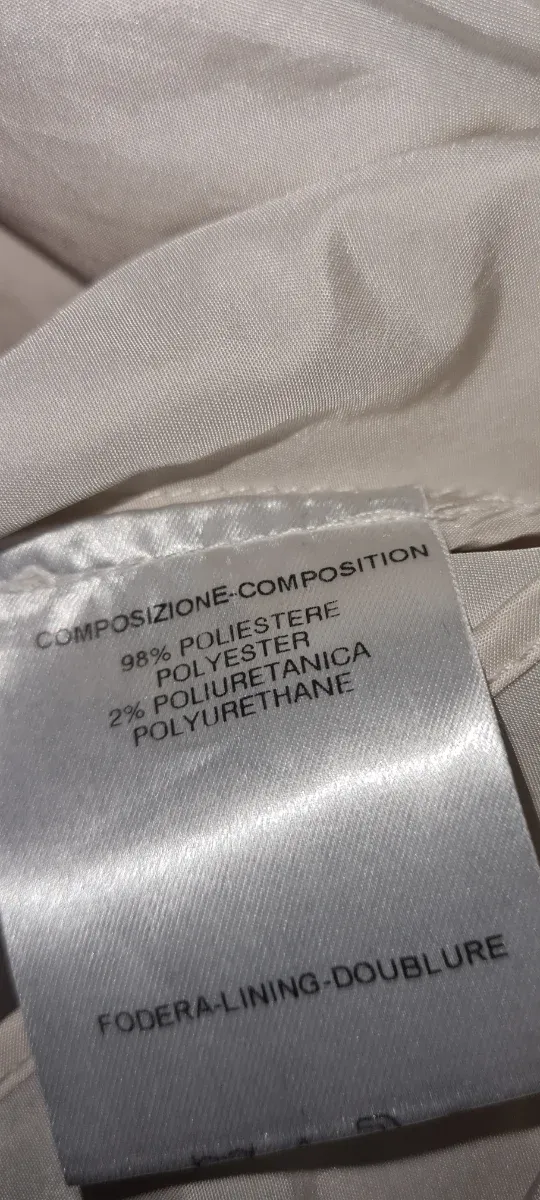 COMPOSIZIONE-COMPOSITION
98% POLIESTERE
POLYESTER
2% POLIURETANICA
POLYURETHANE
FODERA-LINING-DOUBLURE